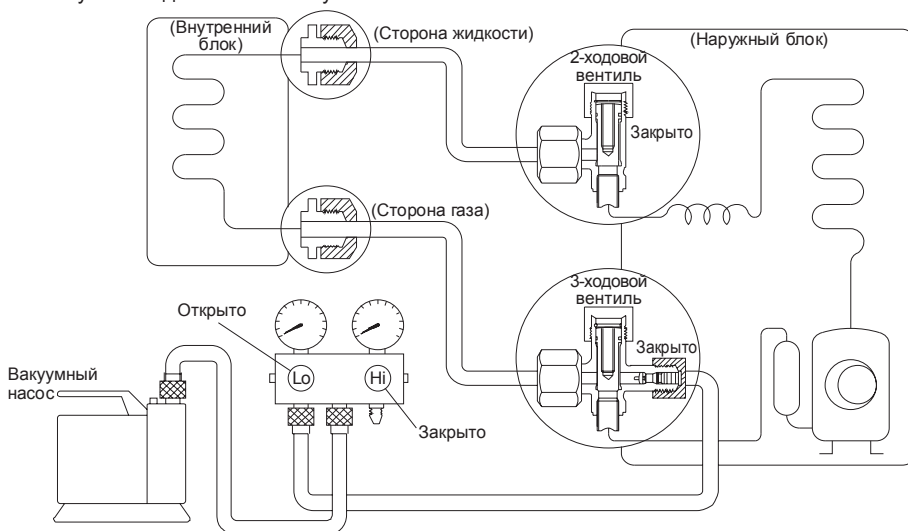 (Внутренний
блок)
(Сторона жидкости)
(Наружный блок)
2-ходовой
вентиль
Закрыто
(Сторона газа)
3-ходовой
вентиль
Закрыто
Открыто
Lo
Hi
Вакуумный
насос
Закрыто